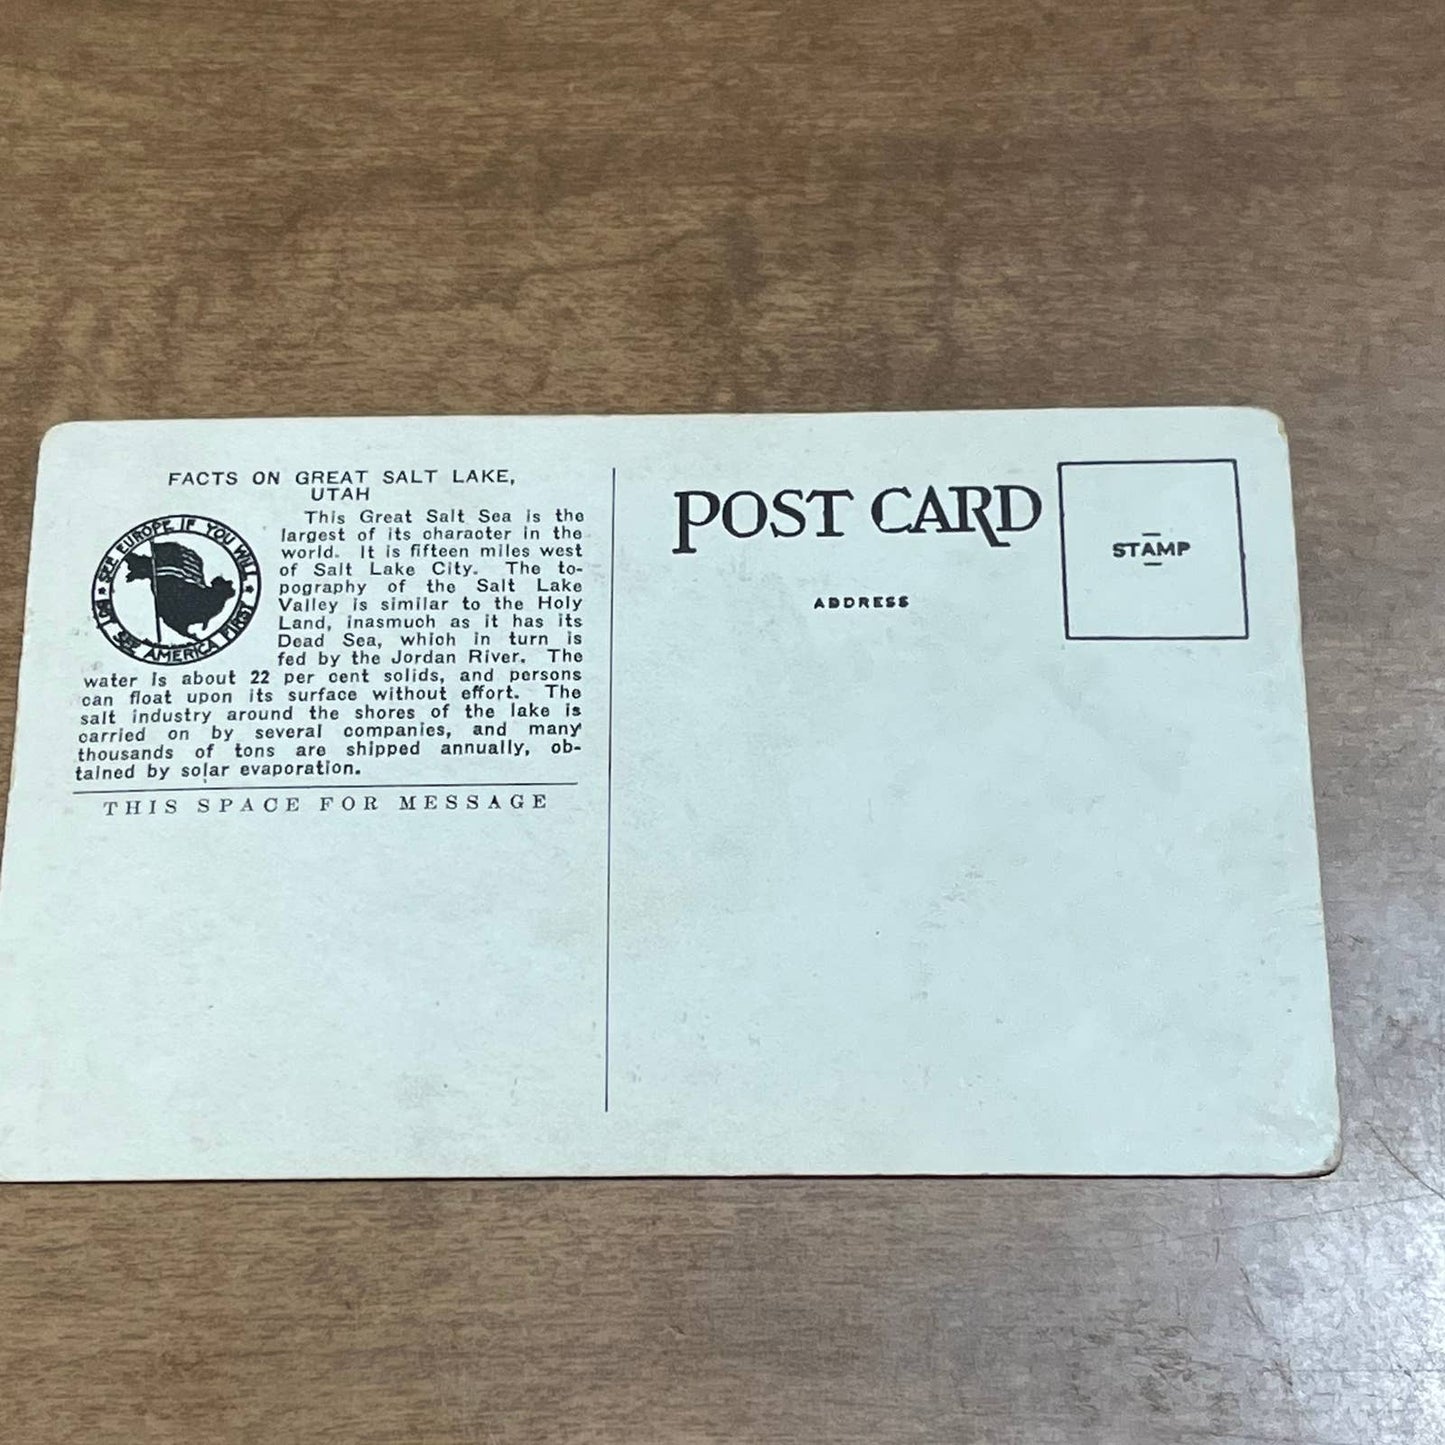 FACTS ON GREAT SALT LAKE,
UTAH
This Great Salt Sea is the
largest of its character in the
world. It is fifteen miles west
of Salt Lake City. The to-
pography of the Salt Lake
Valley is similar to the Holy
Land, inasmuch as it has its
Dead Sea, which in turn is
fed by the Jordan River. The
water is about 22 per cent solids, and persons
can float upon its surface without effort. The
salt industry around the shores of the lake is
carried on by several companies, and many
thousands of tons are shipped annually, ob-
tained by solar evaporation.
SEE EUROPE IF YOU WILL
BUT SEE AMERICA FIRST
THIS SPACE FOR MESSAGE
POST CARD
ADDRESS
STAMP